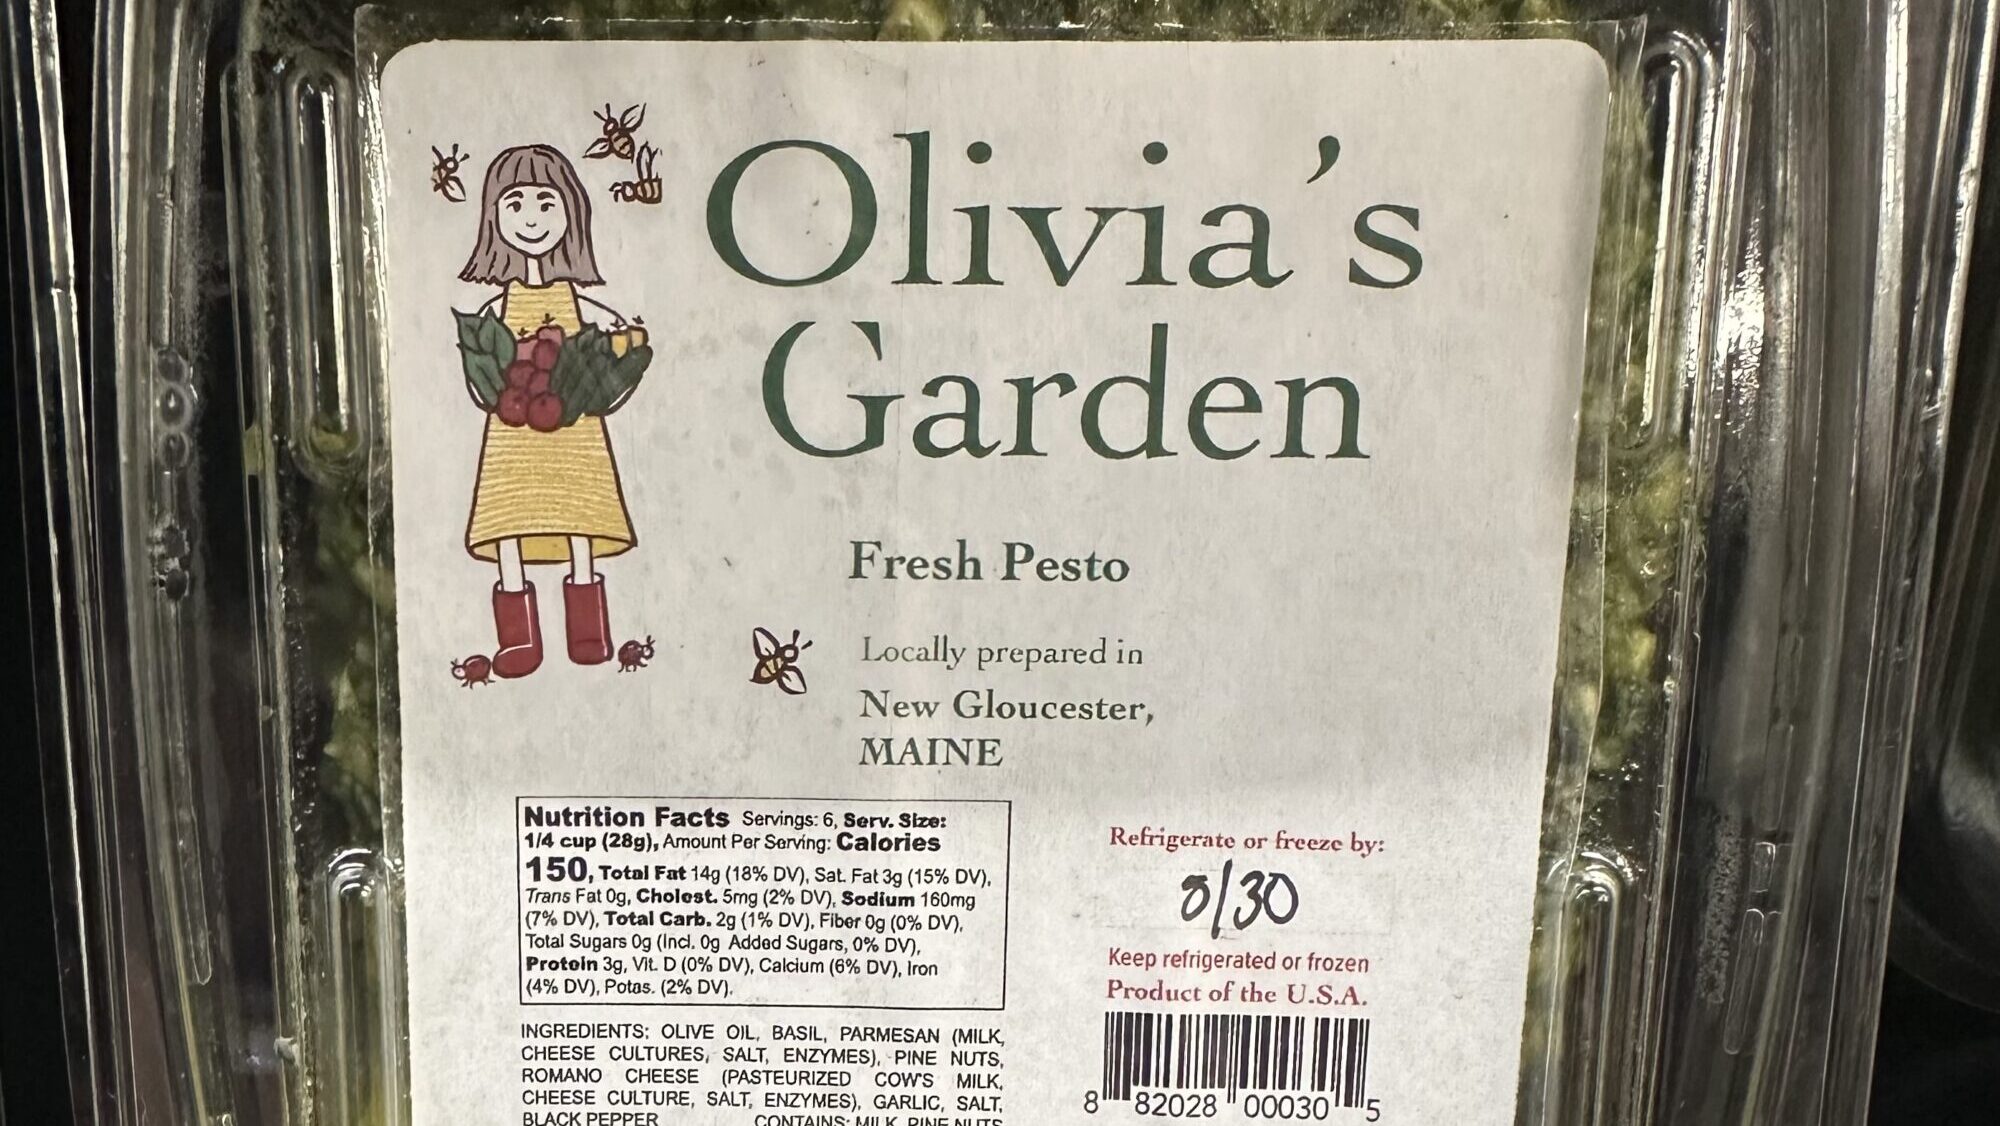 Olivia's
Garden
Fresh Pesto
Locally prepared in
New Gloucester,
MAINE
Nutrition Facts Servings: 6, Serv. Size:
1/4 cup (28g), Amount Per Serving: Calories
150, Total Fat 14g (18% DV), Sat. Fat 3g (15% DV),
Trans Fat 0g, Cholest. 5mg (2% DV), Sodium 160mg
(7% DV), Total Carb. 2g (1% DV), Fiber 0g (0% DV),
Total Sugars 0g (Incl. 0g Added Sugars, 0% DV),
Protein 3g, Vit. D (0% DV), Calcium (6% DV), Iron
(4% DV), Potas. (2% DV).
INGREDIENTS: OLIVE OIL, BASIL, PARMESAN (MILK,
CHEESE CULTURES, SALT, ENZYMES), PINE NUTS,
ROMANO CHEESE (PASTEURIZED COW'S MILK,
CHEESE CULTURE, SALT, ENZYMES), GARLIC, SALT,
BLACK PEPPER CONTAINS: MILK, PINE NUTS
Refrigerate or freeze by:
8/30
Keep refrigerated or frozen
Product of the U.S.A.
8 82028 00030 5